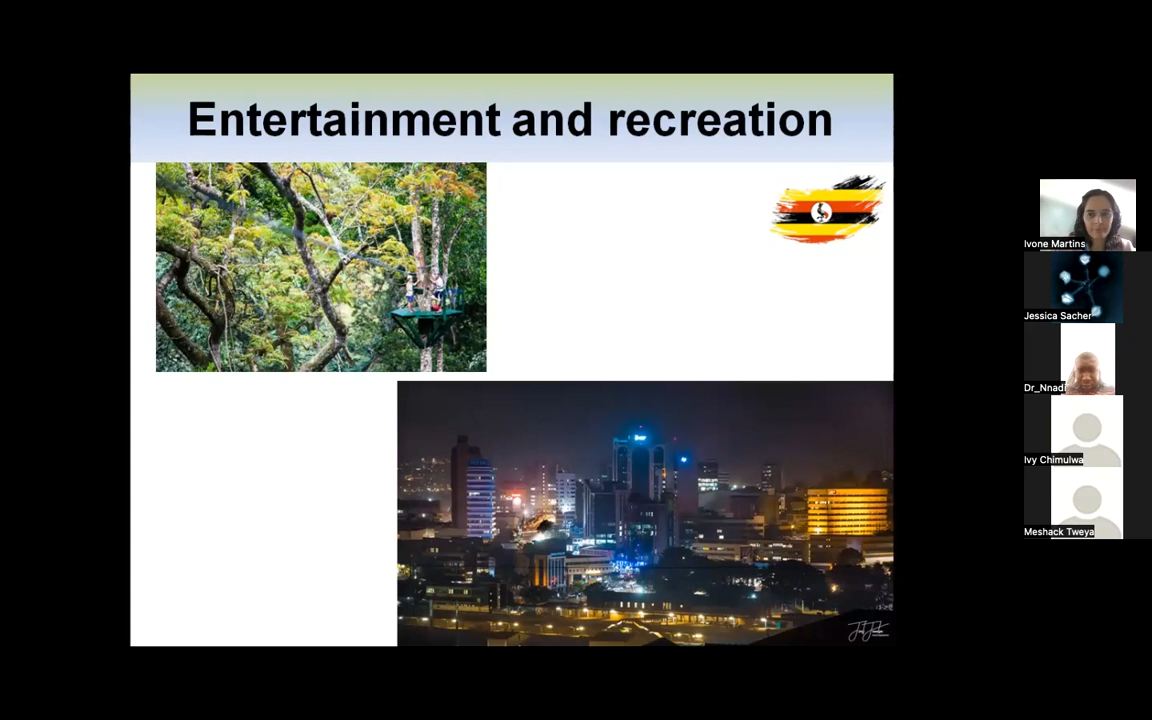 Entertainment and recreation
Ivone Martins
Jessica Sacher
Dr_Nnadi
Ivy Chimulwa
Meshack Tweya